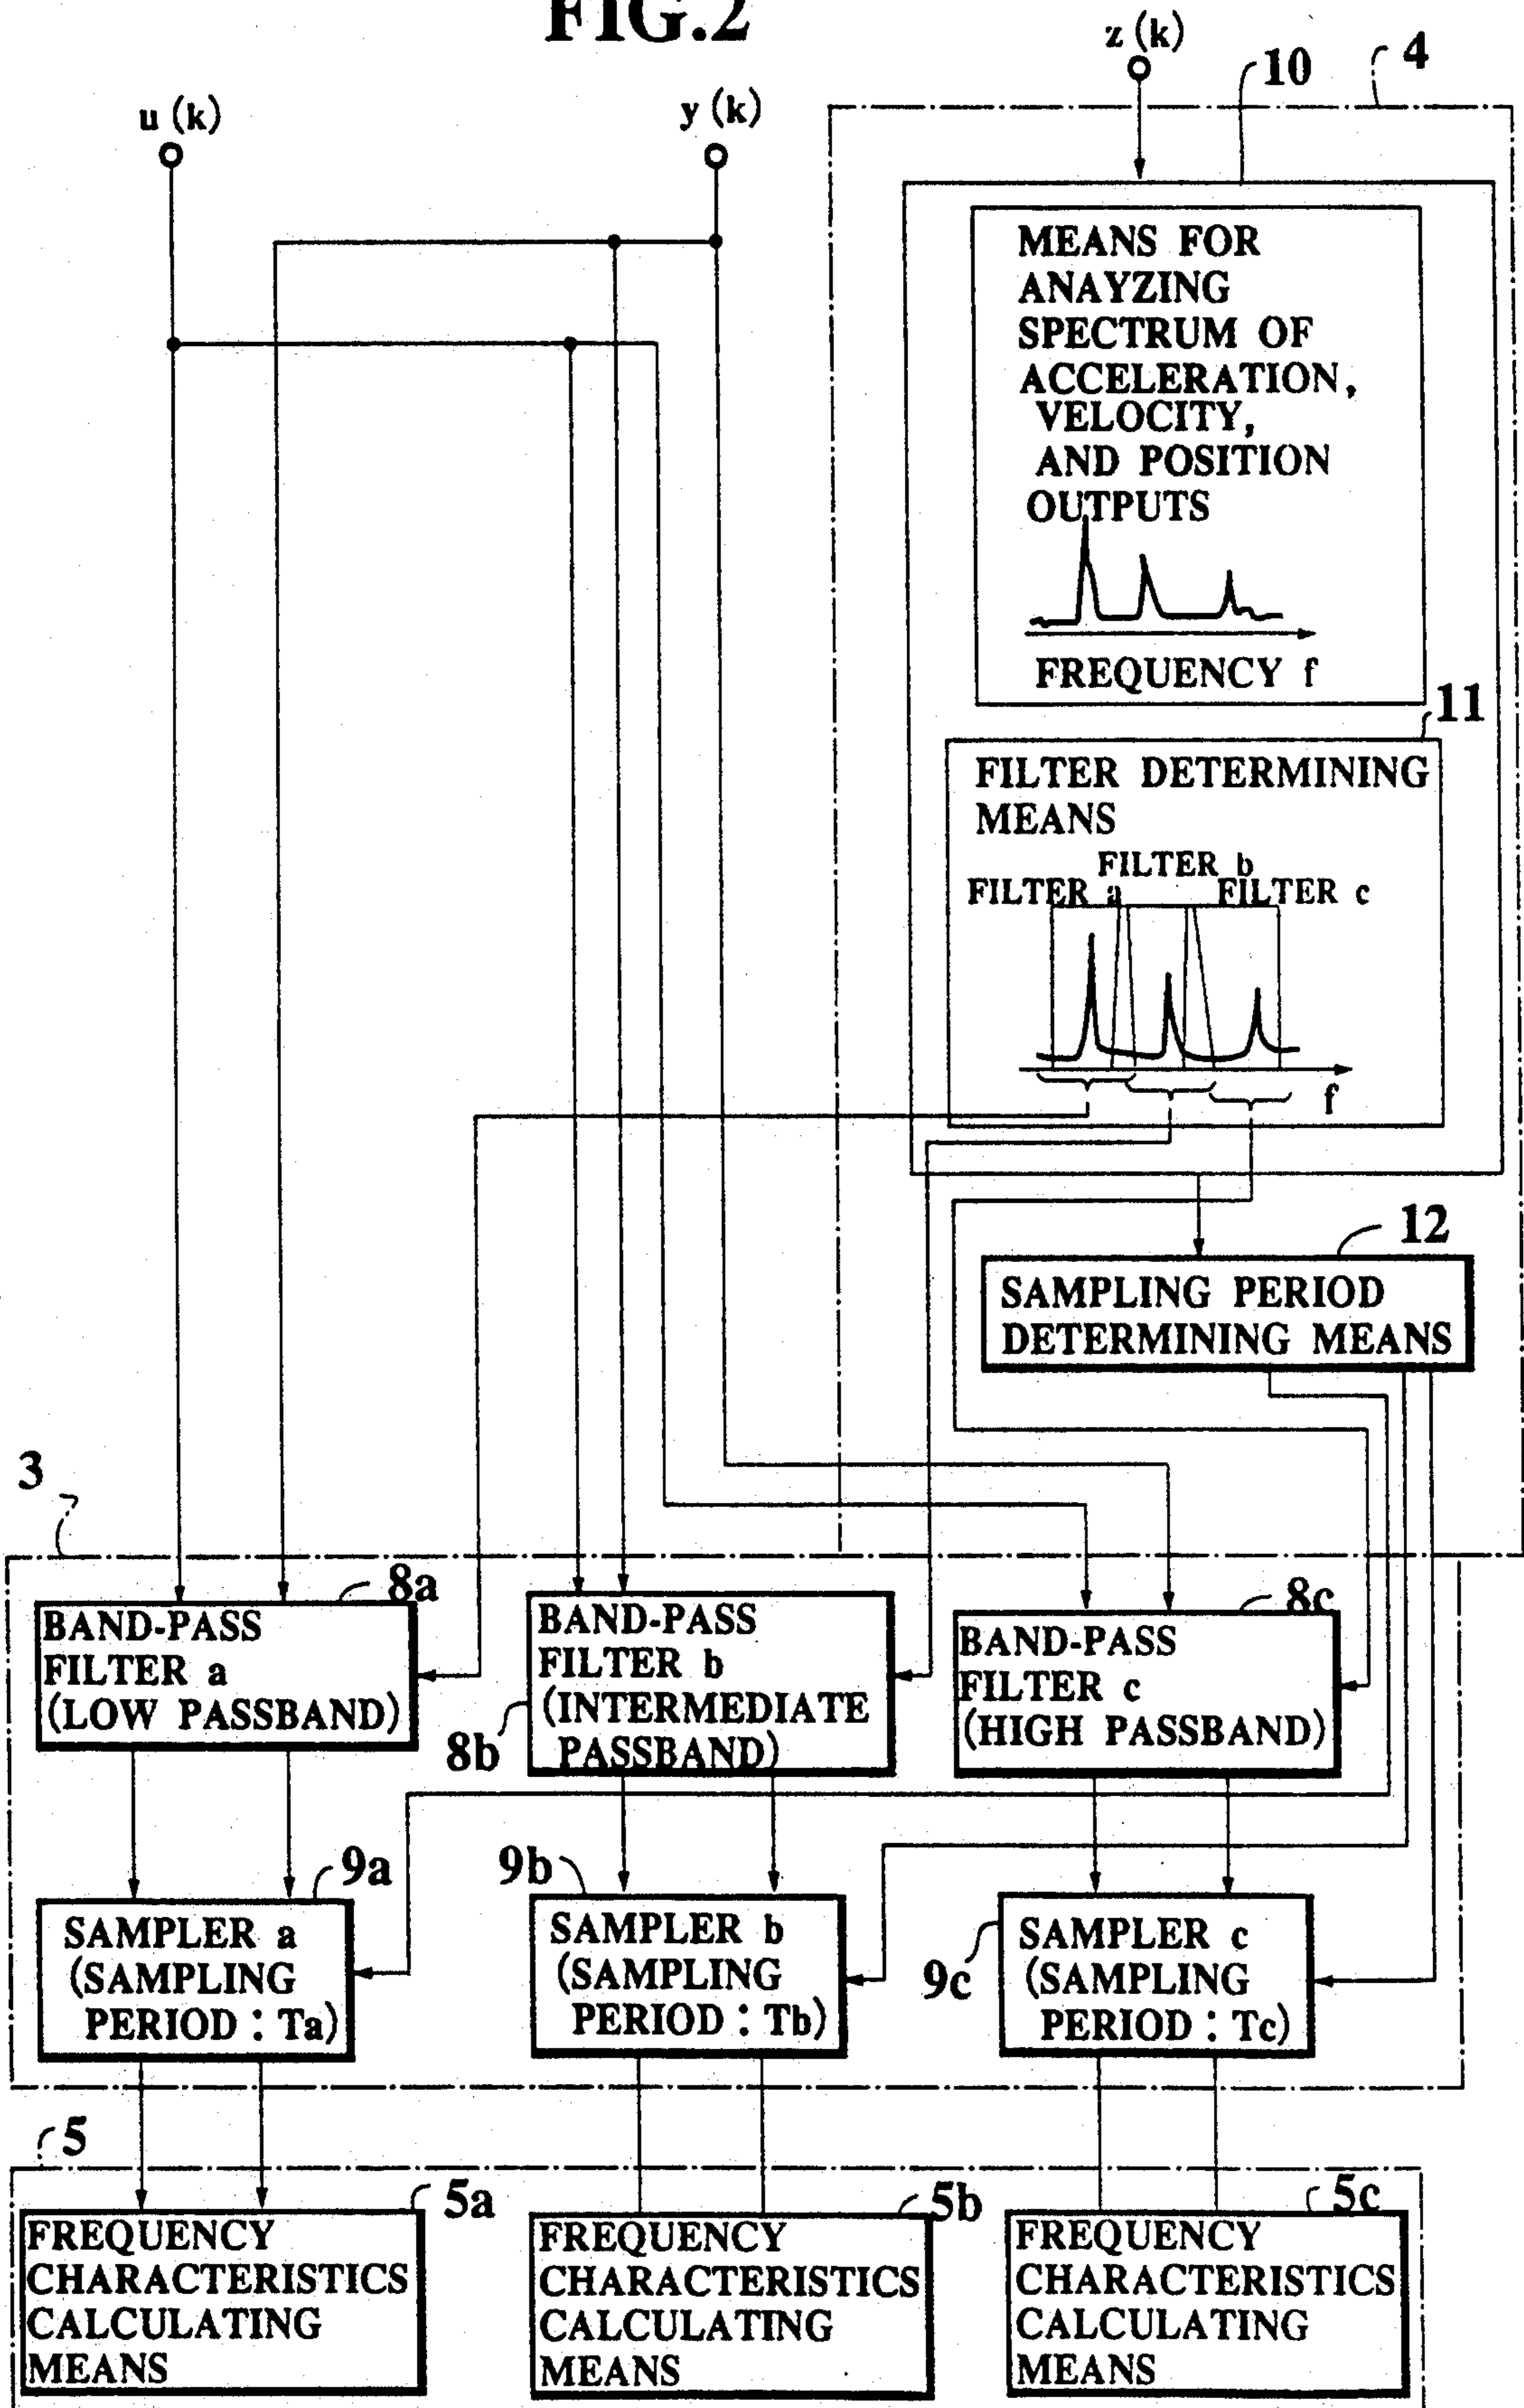 FIG.2
z (k)
4
10
u (k)
y (k)
MEANS FOR
ANAYZING
SPECTRUM OF
ACCELERATION,
VELOCITY,
AND POSITION
OUTPUTS
FREQUENCY f
11
FILTER DETERMINING
MEANS
FILTER b
FILTER a
FILTER c
f
12
SAMPLING PERIOD
DETERMINING MEANS
3
8a
BAND-PASS
FILTER a
(LOW PASSBAND)
8b
BAND-PASS
FILTER b
(INTERMEDIATE
PASSBAND)
8c
BAND-PASS
FILTER c
(HIGH PASSBAND)
9a
SAMPLER a
(SAMPLING
PERIOD : Ta)
9b
SAMPLER b
(SAMPLING
PERIOD : Tb)
9c
SAMPLER c
(SAMPLING
PERIOD : Tc)
5
5a
FREQUENCY
CHARACTERISTICS
CALCULATING
MEANS
5b
FREQUENCY
CHARACTERISTICS
CALCULATING
MEANS
5c
FREQUENCY
CHARACTERISTICS
CALCULATING
MEANS